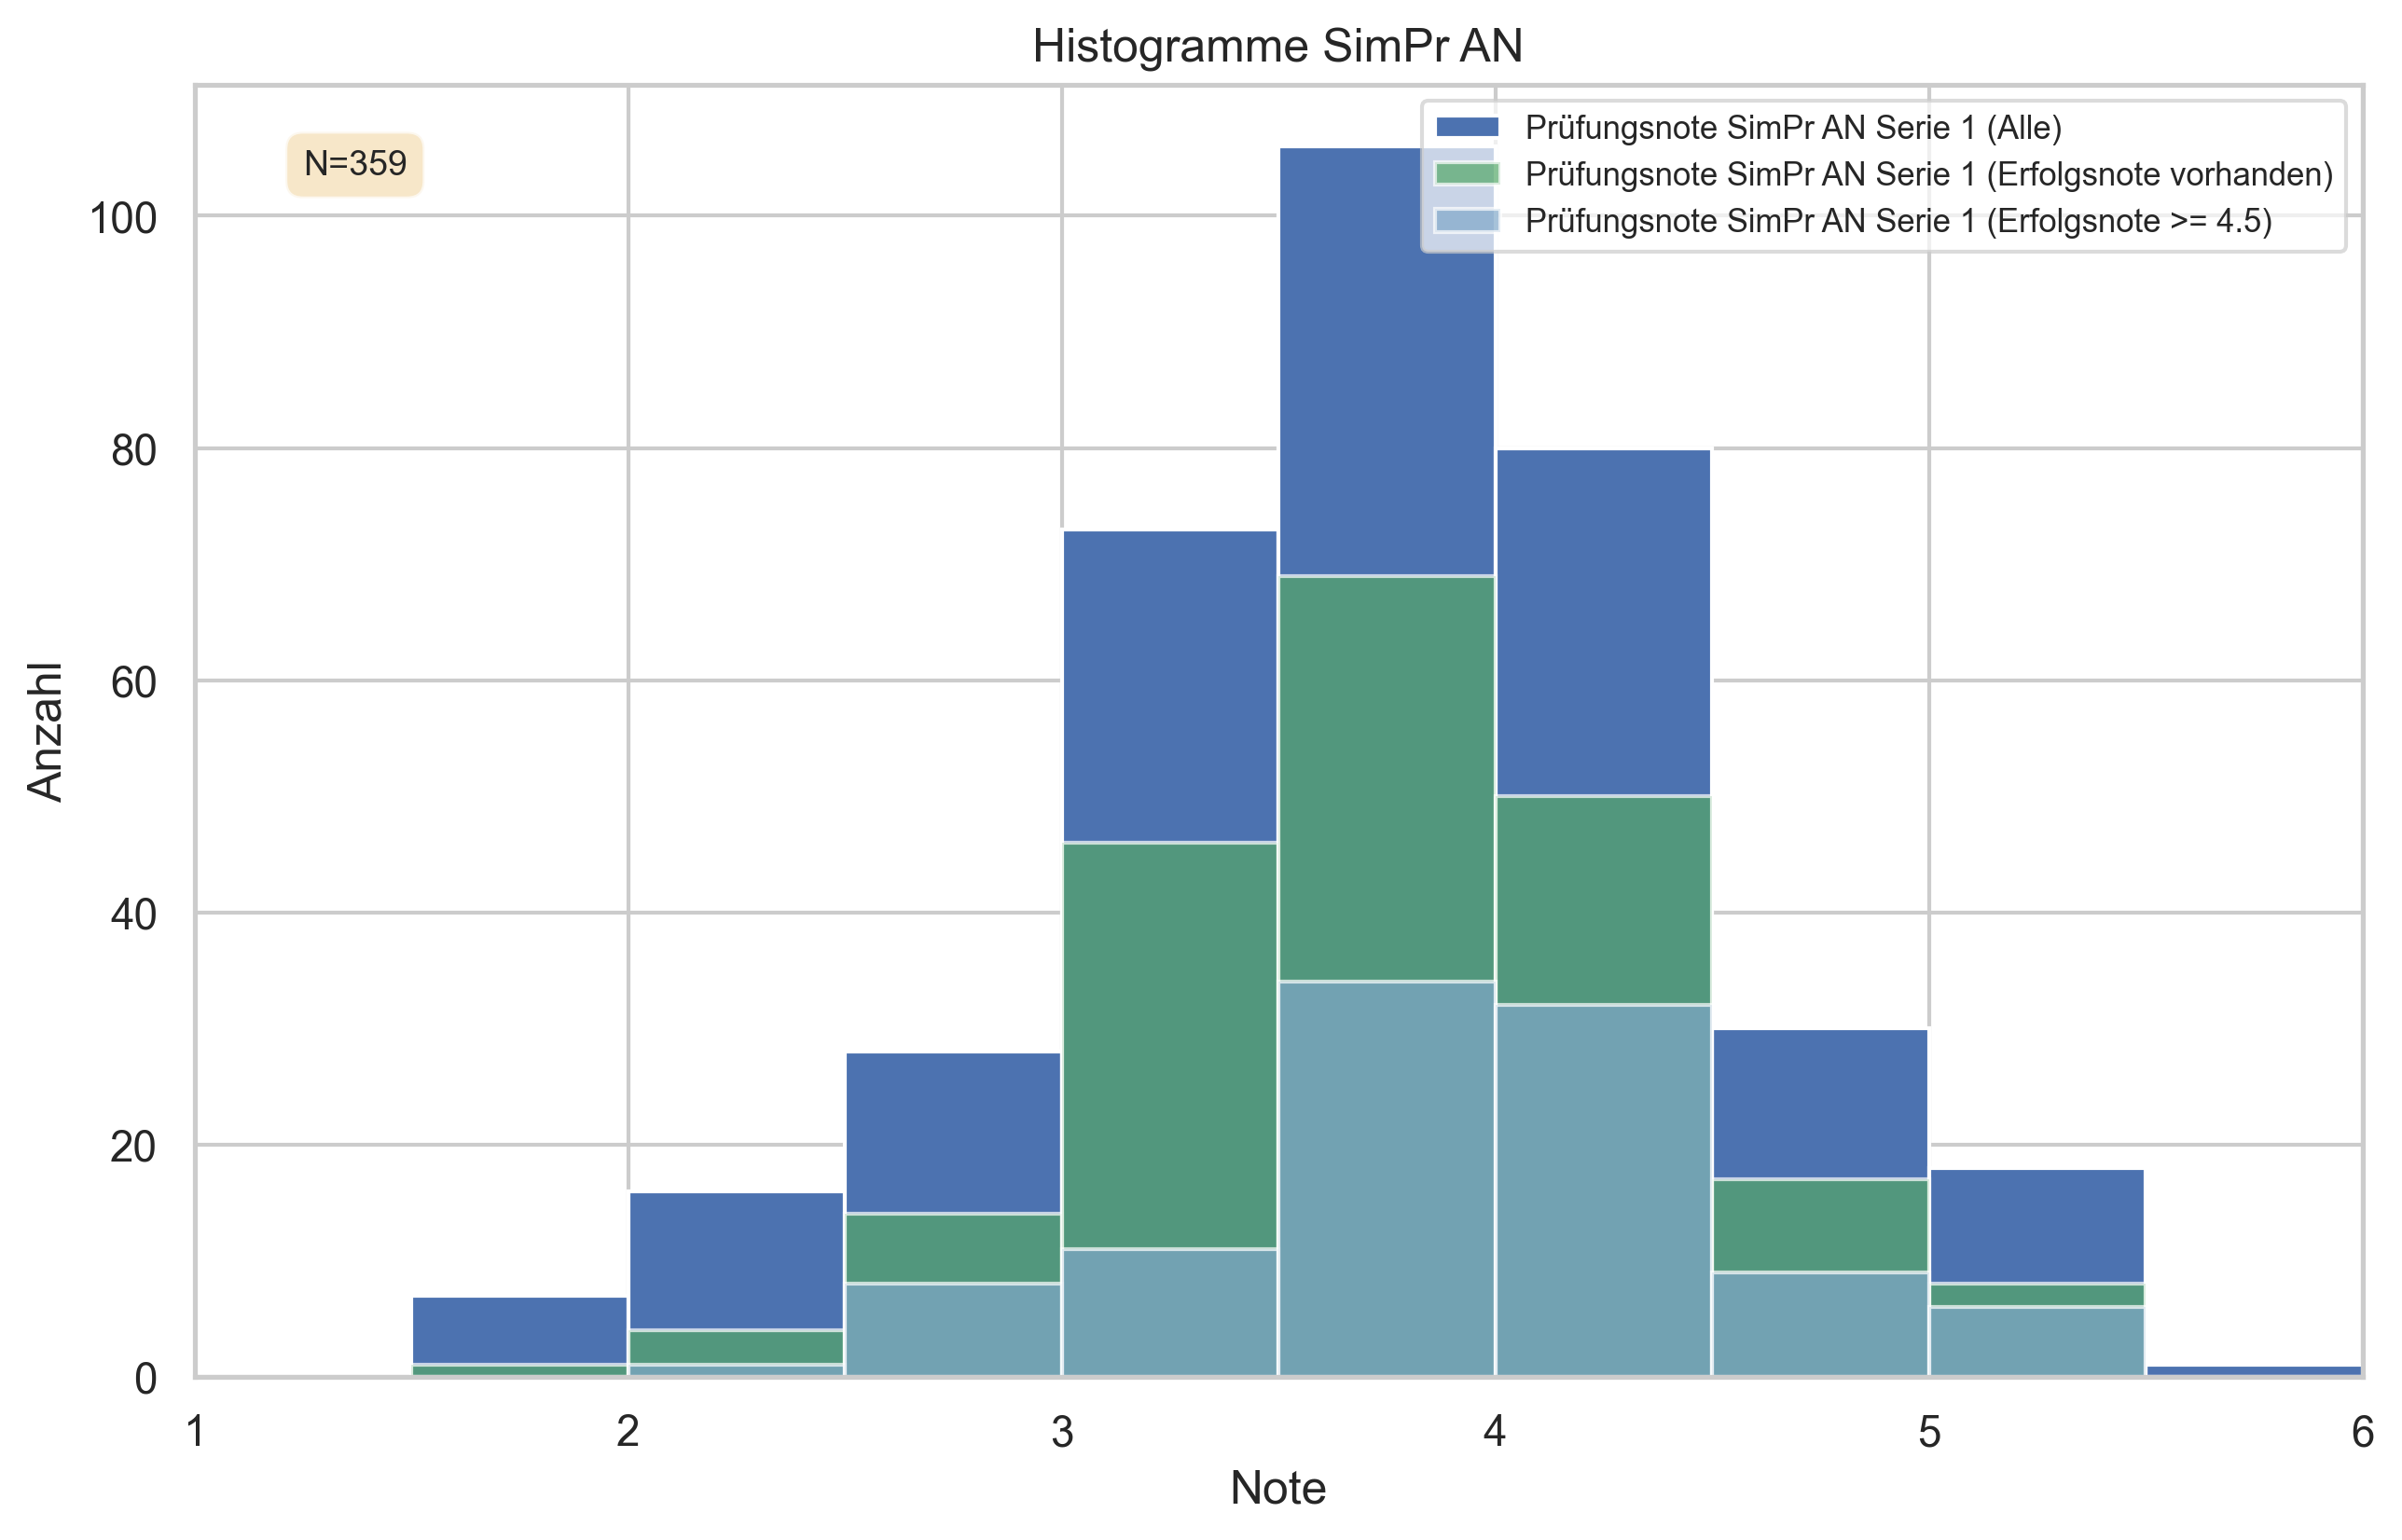 Histogramme SimPr AN
N=359
Prüfungsnote SimPr AN Serie 1 (Alle)
Prüfungsnote SimPr AN Serie 1 (Erfolgsnote vorhanden)
Prüfungsnote SimPr AN Serie 1 (Erfolgsnote >= 4.5)
Anzahl
100
80
60
40
20
0
1 2 3 4 5 6
Note